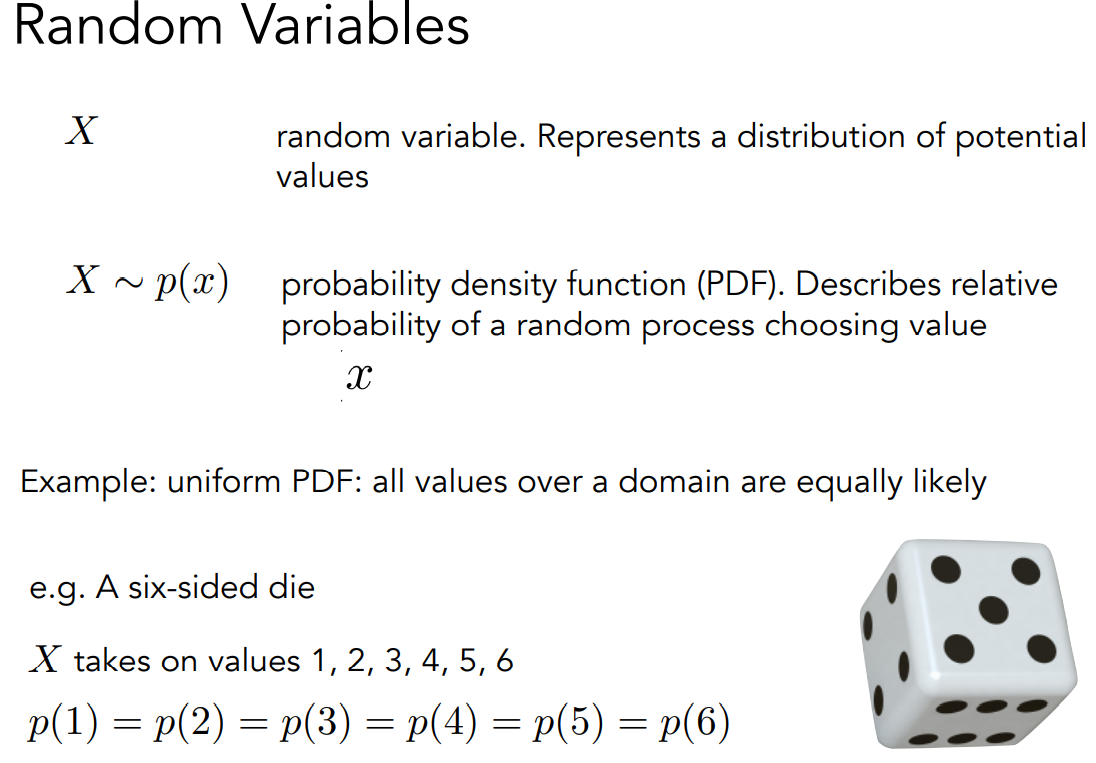 Random Variables
X random variable. Represents a distribution of potential
values
X ∼ p(x) probability density function (PDF). Describes relative
probability of a random process choosing value
x
Example: uniform PDF: all values over a domain are equally likely
e.g. A six-sided die
X takes on values 1, 2, 3, 4, 5, 6
p(1) = p(2) = p(3) = p(4) = p(5) = p(6)